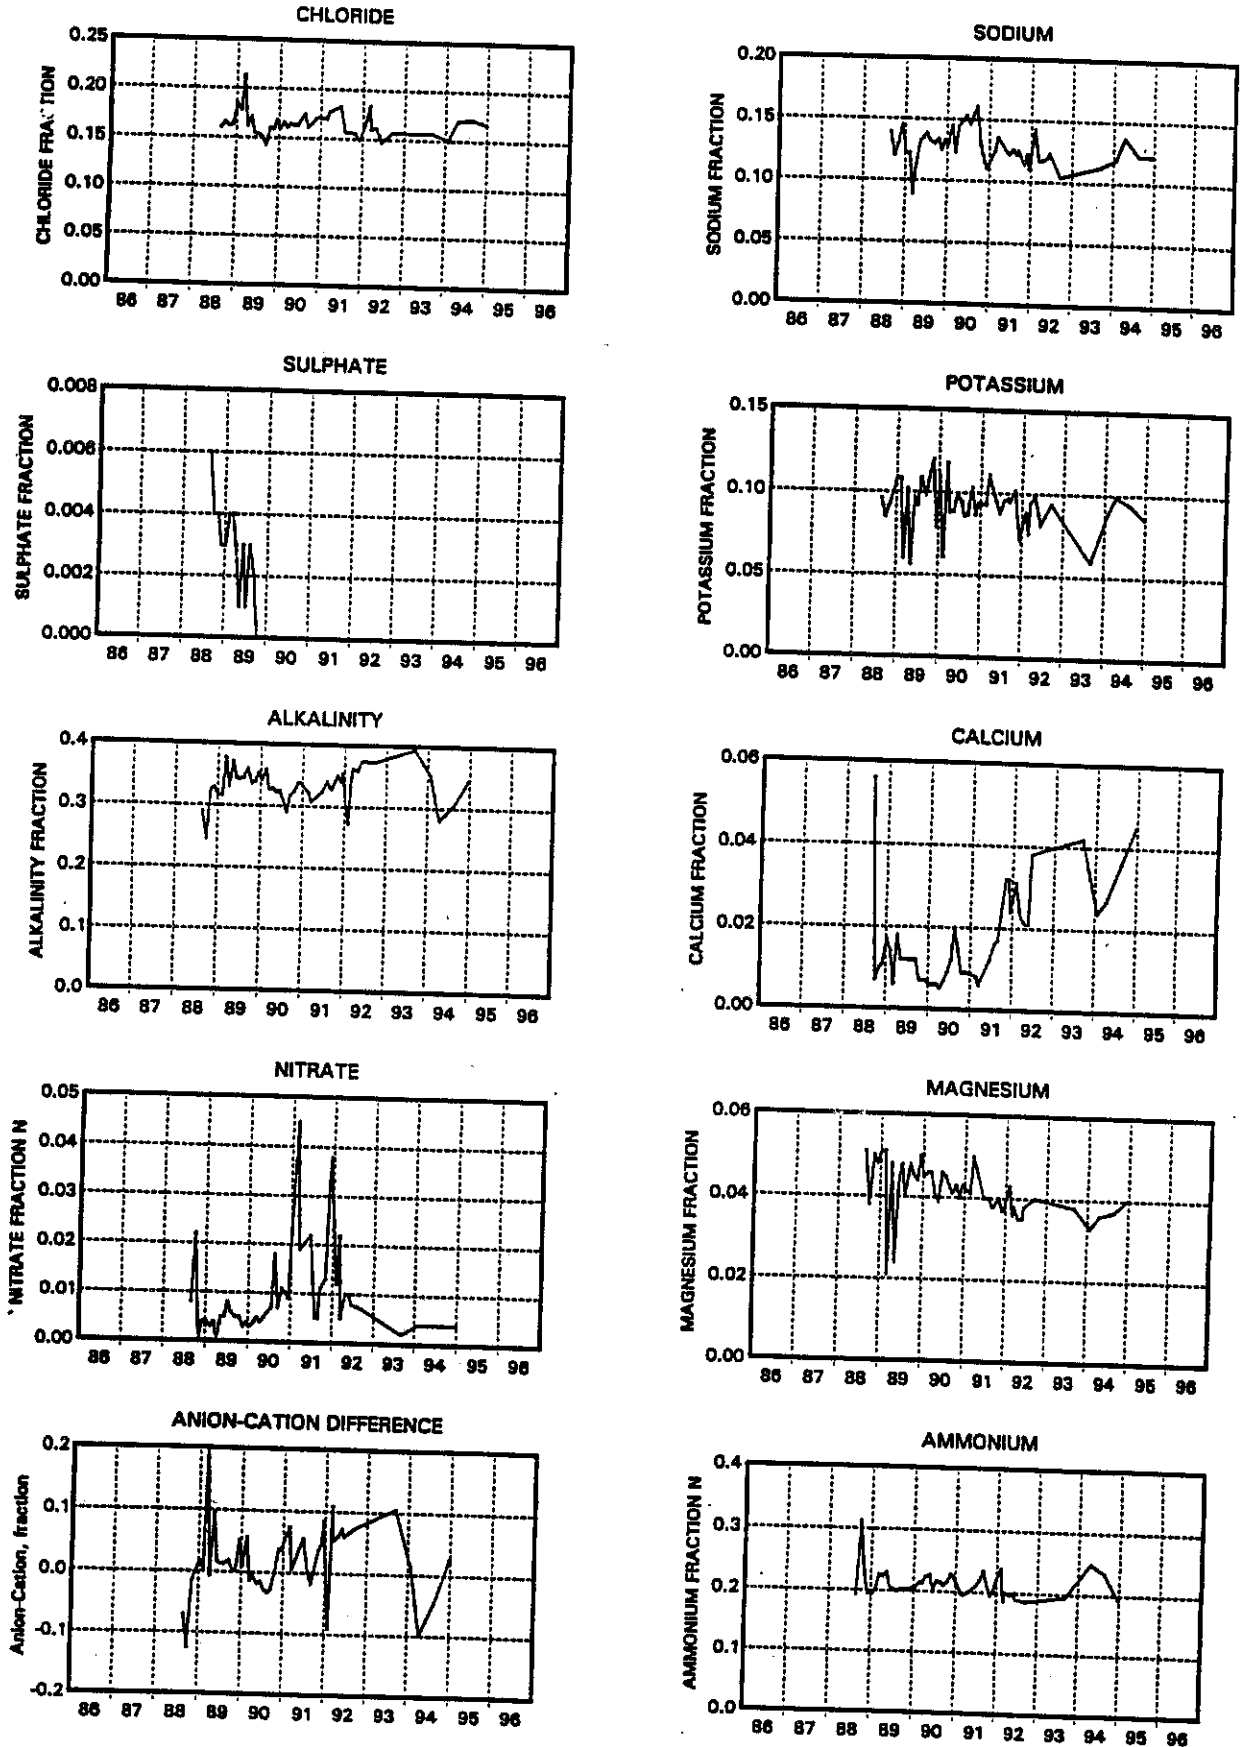 CHLORIDE
0.25
0.20
0.15
0.10
0.05
0.00
CHLORIDE FRACTION
86 87 88 89 90 91 92 93 94 95 96
SODIUM
0.20
0.15
0.10
0.05
0.00
SODIUM FRACTION
86 87 88 89 90 91 92 93 94 95 96
SULPHATE
0.008
0.006
0.004
0.002
0.000
SULPHATE FRACTION
86 87 88 89 90 91 92 93 94 95 96
POTASSIUM
0.15
0.10
0.05
0.00
POTASSIUM FRACTION
86 87 88 89 90 91 92 93 94 95 96
ALKALINITY
0.4
0.3
0.2
0.1
0.0
ALKALINITY FRACTION
86 87 88 89 90 91 92 93 94 95 96
CALCIUM
0.06
0.04
0.02
0.00
CALCIUM FRACTION
86 87 88 89 90 91 92 93 94 95 96
NITRATE
0.05
0.04
0.03
0.02
0.01
0.00
NITRATE FRACTION N
86 87 88 89 90 91 92 93 94 95 96
MAGNESIUM
0.06
0.04
0.02
0.00
MAGNESIUM FRACTION
86 87 88 89 90 91 92 93 94 95 96
ANION-CATION DIFFERENCE
0.2
0.1
0.0
-0.1
-0.2
Anion-Cation, fraction
86 87 88 89 90 91 92 93 94 95 96
AMMONIUM
0.4
0.3
0.2
0.1
0.0
AMMONIUM FRACTION N
86 87 88 89 90 91 92 93 94 95 96